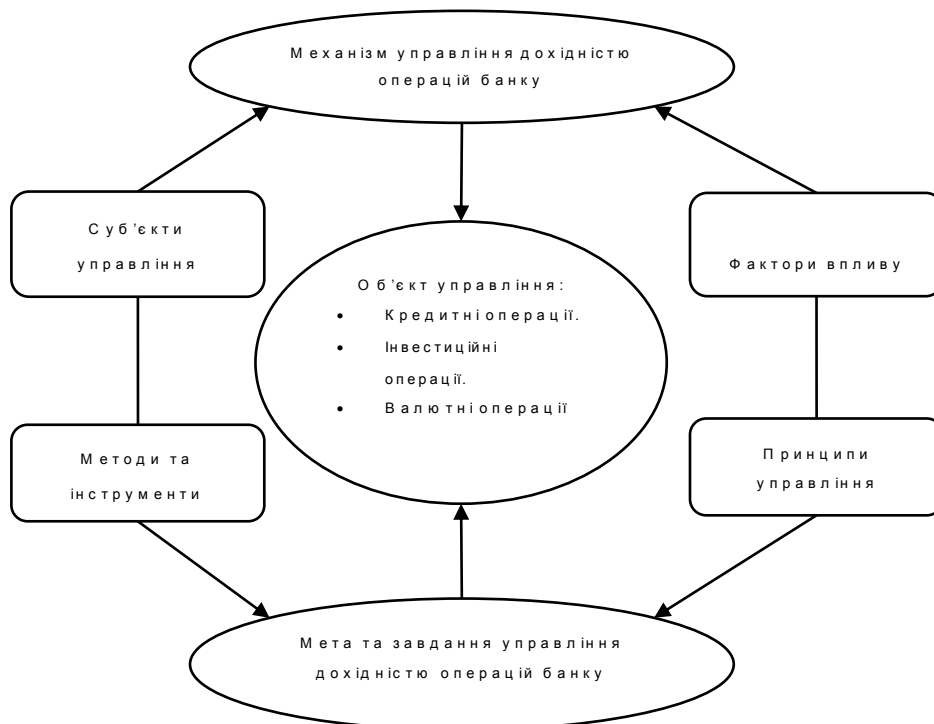 Механізм управління дохідністю
операцій банку
Суб’єкти
управління
Фактори впливу
Об’єкт управління:
• Кредитні операції.
• Інвестиційні
операції.
• Валютні операції
Методи та
інструменти
Принципи
управління
Мета та завдання управління
дохідністю операцій банку